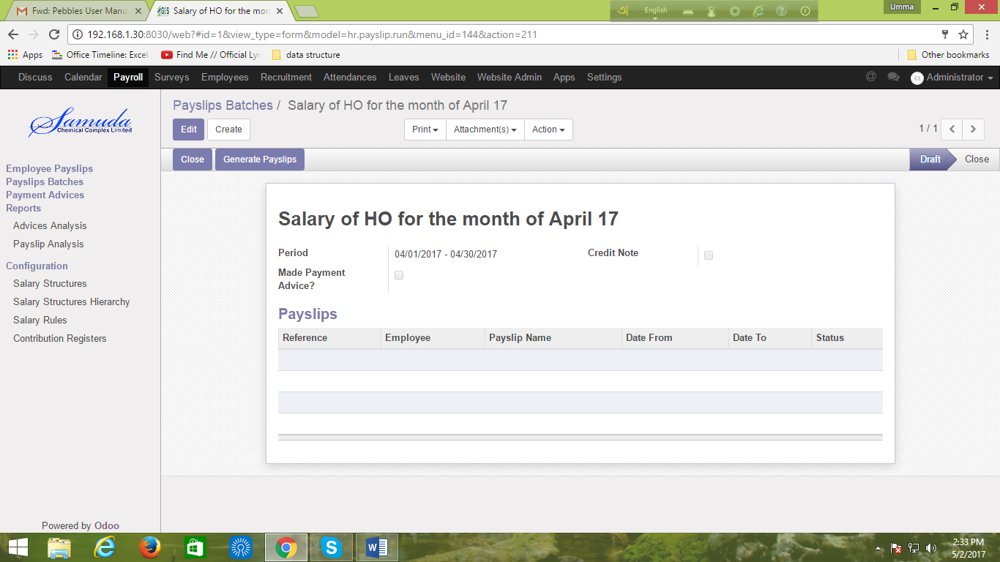 Fwd: Pebbles User Manu
Salary of HO for the mon
English
Umma
192.168.1.30:8030/web?#id=1&view_type=form&model=hr.payslip.run&menu_id=144&action=211
Apps Office Timeline: Excel Find Me // Official Lyr data structure Other bookmarks
Discuss Calendar Payroll Surveys Employees Recruitment Attendances Leaves Website Website Admin Apps Settings @ Administrator
Samuda
Chemical Complex Limited
Payslips Batches / Salary of HO for the month of April 17
Edit Create Print Attachment(s) Action 1 / 1
Close Generate Payslips Draft Close
Employee Payslips
Payslips Batches
Payment Advices
Reports
Advices Analysis
Payslip Analysis
Configuration
Salary Structures
Salary Structures Hierarchy
Salary Rules
Contribution Registers
Powered by Odoo
Salary of HO for the month of April 17
Period 04/01/2017 - 04/30/2017 Credit Note
Made Payment
Advice?
Payslips
Reference Employee Payslip Name Date From Date To Status
2:33 PM
5/2/2017